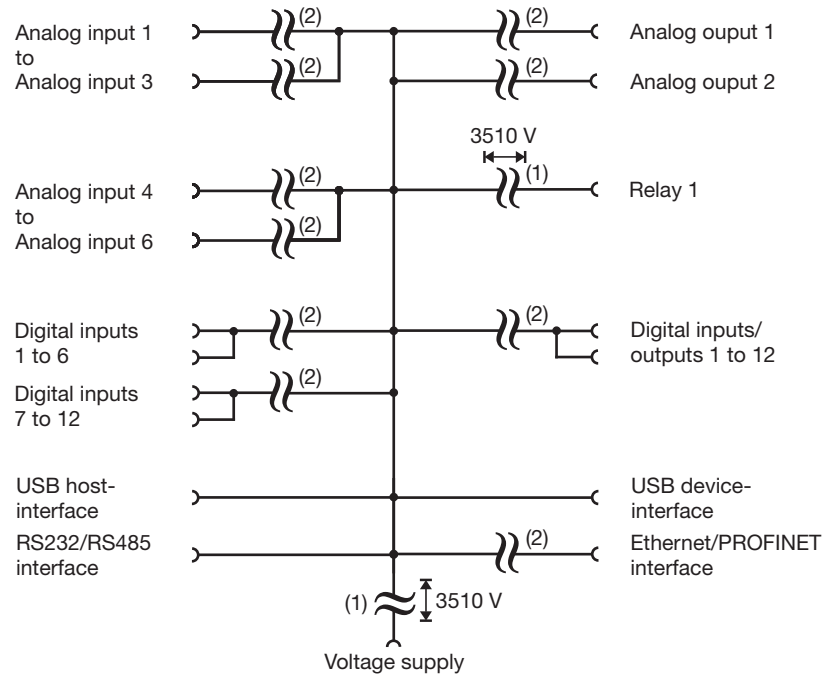 Analog input 1
to
Analog input 3
(2)
(2)
(2)
Analog ouput 1
(2)
Analog ouput 2
Analog input 4
to
Analog input 6
(2)
(2)
3510 V
(1)
Relay 1
Digital inputs
1 to 6
(2)
(2)
Digital inputs/
outputs 1 to 12
Digital inputs
7 to 12
(2)
USB host-
interface
USB device-
interface
RS232/RS485
interface
(2)
Ethernet/PROFINET
interface
(1)
3510 V
Voltage supply